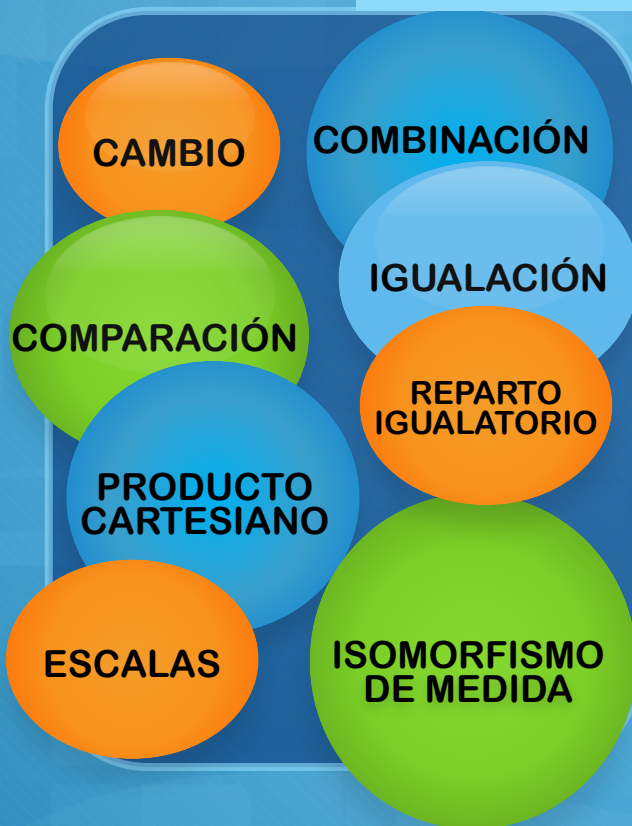 CAMBIO
COMBINACIÓN
IGUALACIÓN
COMPARACIÓN
REPARTO
IGUALATORIO
PRODUCTO
CARTESIANO
ESCALAS
ISOMORFISMO
DE MEDIDA